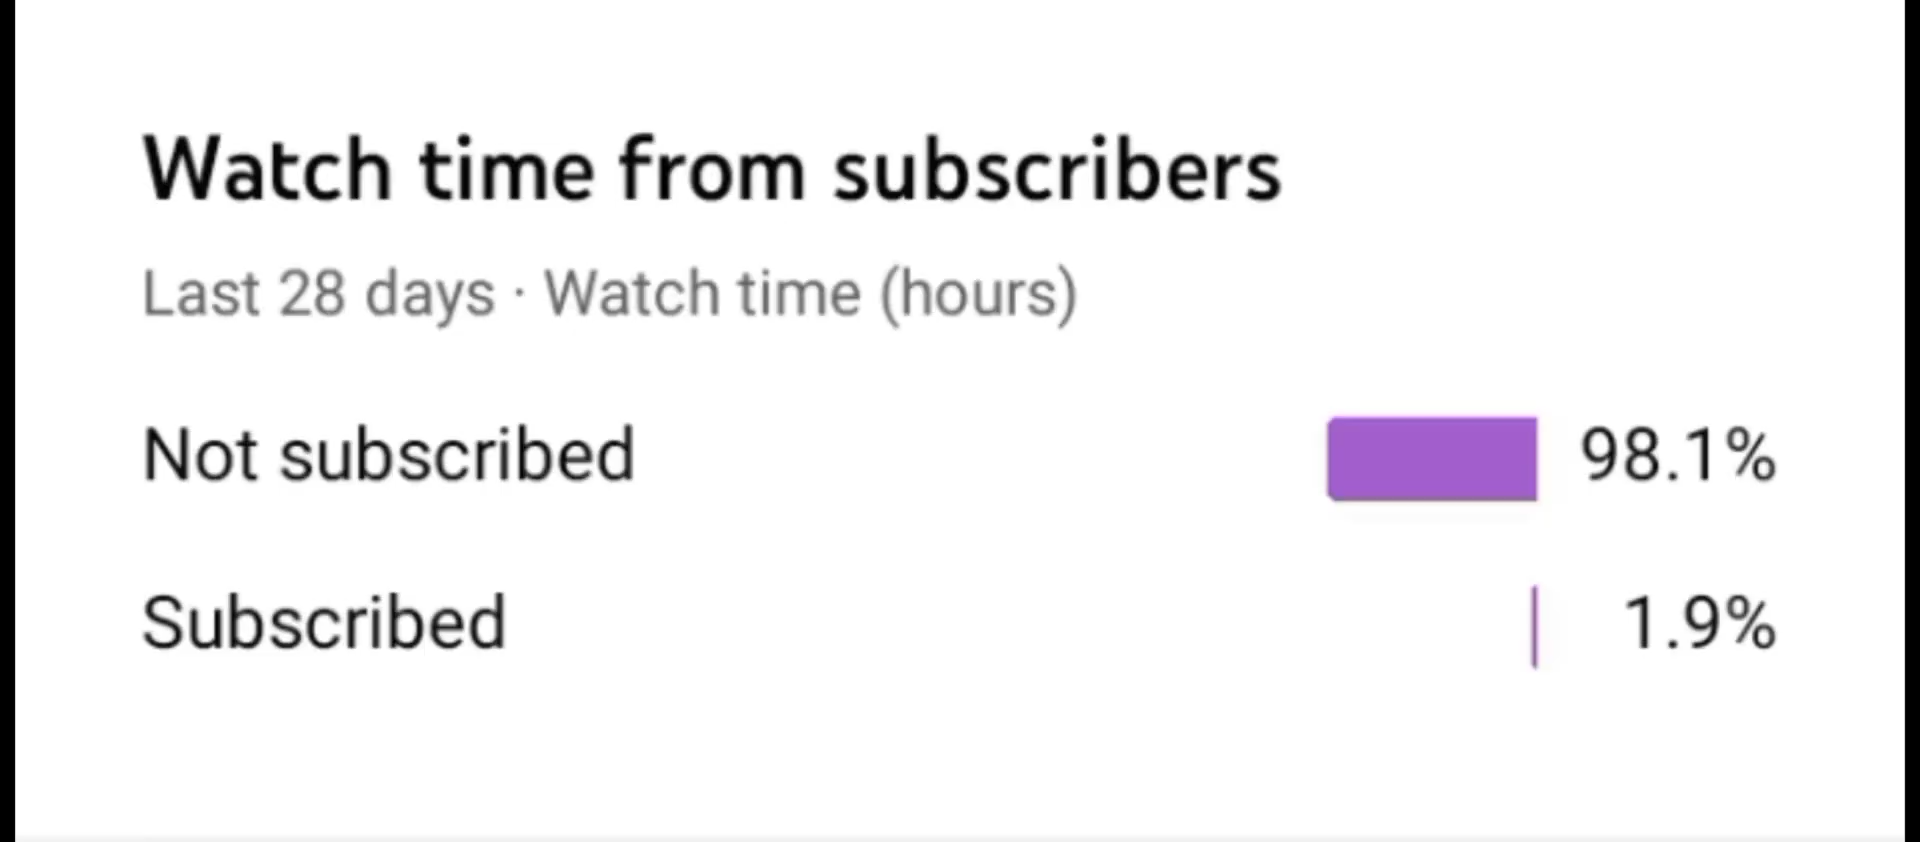 Watch time from subscribers
Last 28 days · Watch time (hours)
Not subscribed 98.1%
Subscribed 1.9%